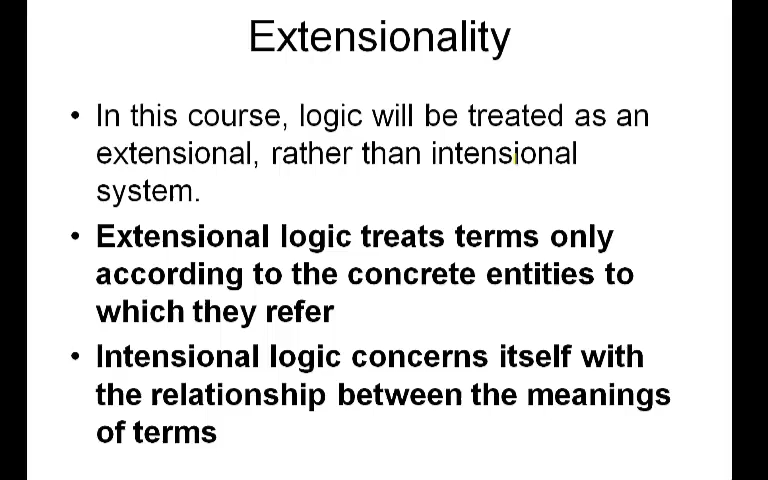 Extensionality
• In this course, logic will be treated as an
extensional, rather than intensional
system.
• Extensional logic treats terms only
according to the concrete entities to
which they refer
• Intensional logic concerns itself with
the relationship between the meanings
of terms